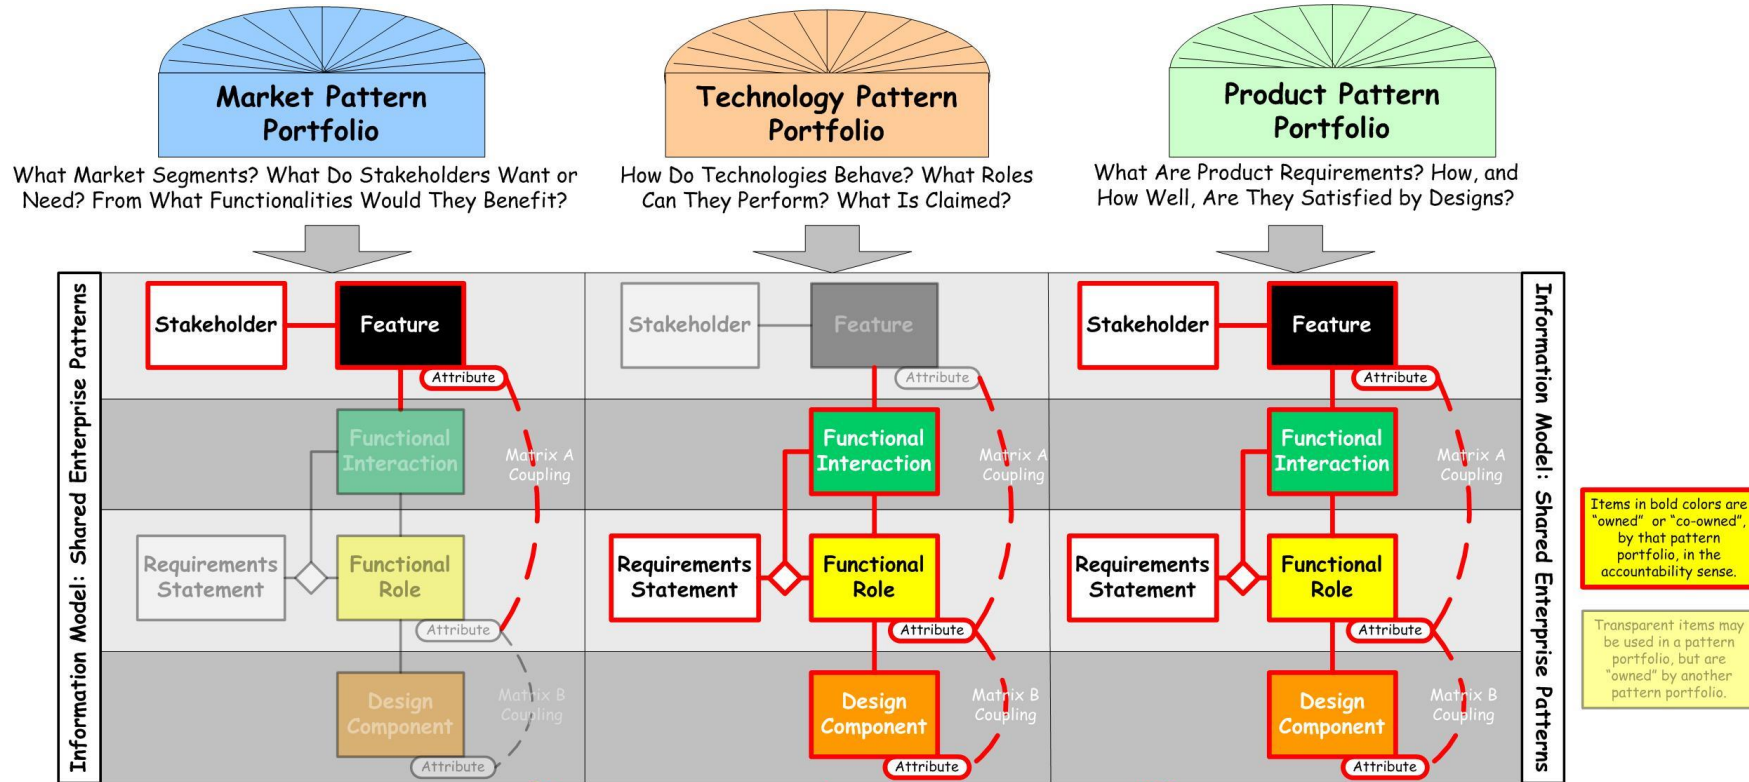 Market Pattern
Portfolio
Technology Pattern
Portfolio
Product Pattern
Portfolio
What Market Segments? What Do Stakeholders Want or
Need? From What Functionalities Would They Benefit?
How Do Technologies Behave? What Roles
Can They Perform? What Is Claimed?
What Are Product Requirements? How, and
How Well, Are They Satisfied by Designs?
Information Model: Shared Enterprise Patterns
Stakeholder
Feature
Attribute
Functional
Interaction
Matrix A
Coupling
Requirements
Statement
Functional
Role
Attribute
Design
Component
Matrix B
Coupling
Attribute
Stakeholder
Feature
Attribute
Functional
Interaction
Matrix A
Coupling
Requirements
Statement
Functional
Role
Attribute
Design
Component
Matrix B
Coupling
Attribute
Stakeholder
Feature
Attribute
Functional
Interaction
Matrix A
Coupling
Requirements
Statement
Functional
Role
Attribute
Design
Component
Matrix B
Coupling
Attribute
Information Model: Shared Enterprise Patterns
Items in bold colors are
"owned" or "co-owned",
by that pattern
portfolio, in the
accountability sense.
Transparent items may
be used in a pattern
portfolio, but are
"owned" by another
pattern portfolio.